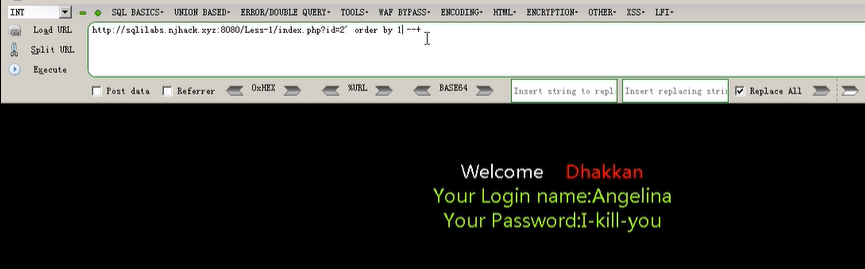 INT SQL BASICS- UNION BASED- ERROR/DOUBLE QUERY- TOOLS- WAF BYPASS- ENCODING- HTML- ENCRYPTION- OTHER- XSS- LFI-
Load URL http://sqlilabs.njhack.xyz:8080/Less-1/index.php?id=2' order by 1 --+
Split URL
Execute
Post data Referrer 0xHEX %URL BASE64 Insert string to repl Insert replacing stri Replace All
Welcome Dhakkan
Your Login name:Angelina
Your Password:I-kill-you